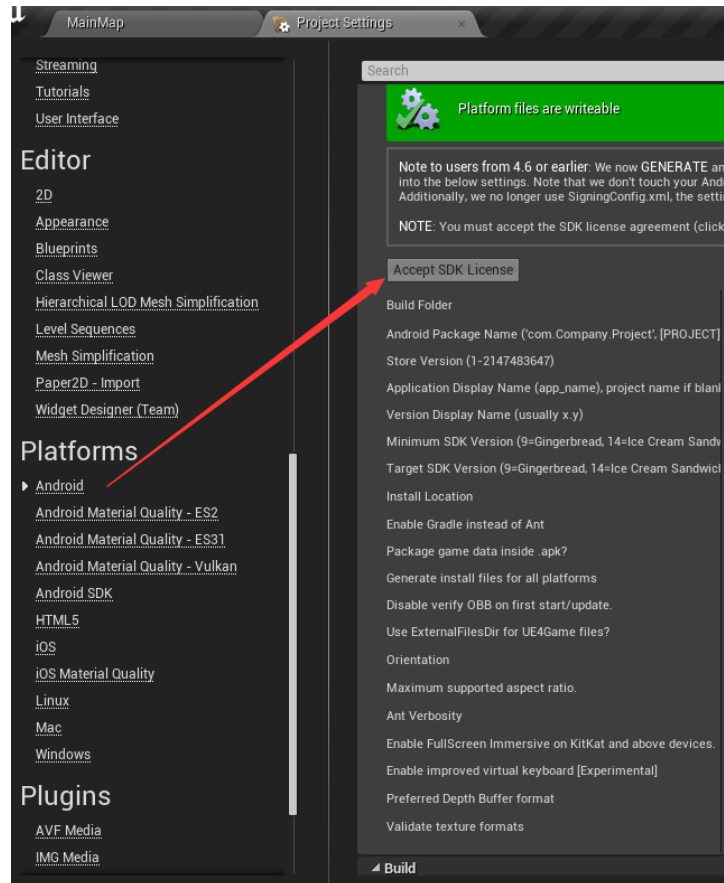 MainMap
Project Settings
Streaming
Tutorials
User Interface
Editor
2D
Appearance
Blueprints
Class Viewer
Hierarchical LOD Mesh Simplification
Level Sequences
Mesh Simplification
Paper2D - Import
Widget Designer (Team)
Platforms
Android
Android Material Quality - ES2
Android Material Quality - ES31
Android Material Quality - Vulkan
Android SDK
HTML5
iOS
iOS Material Quality
Linux
Mac
Windows
Plugins
AVF Media
IMG Media
Search
Platform files are writeable
Note to users from 4.6 or earlier: We now GENERATE an
into the below settings. Note that we don't touch your And
Additionally, we no longer use SigningConfig.xml, the setti
NOTE: You must accept the SDK license agreement (click
Accept SDK License
Build Folder
Android Package Name ('com.Company.Project', [PROJECT]
Store Version (1-2147483647)
Application Display Name (app_name), project name if blan
Version Display Name (usually x.y)
Minimum SDK Version (9=Gingerbread, 14=Ice Cream Sandw
Target SDK Version (9=Gingerbread, 14=Ice Cream Sandwicl
Install Location
Enable Gradle instead of Ant
Package game data inside .apk?
Generate install files for all platforms
Disable verify OBB on first start/update.
Use ExternalFilesDir for UE4Game files?
Orientation
Maximum supported aspect ratio.
Ant Verbosity
Enable FullScreen Immersive on KitKat and above devices.
Enable improved virtual keyboard [Experimental]
Preferred Depth Buffer format
Validate texture formats
Build